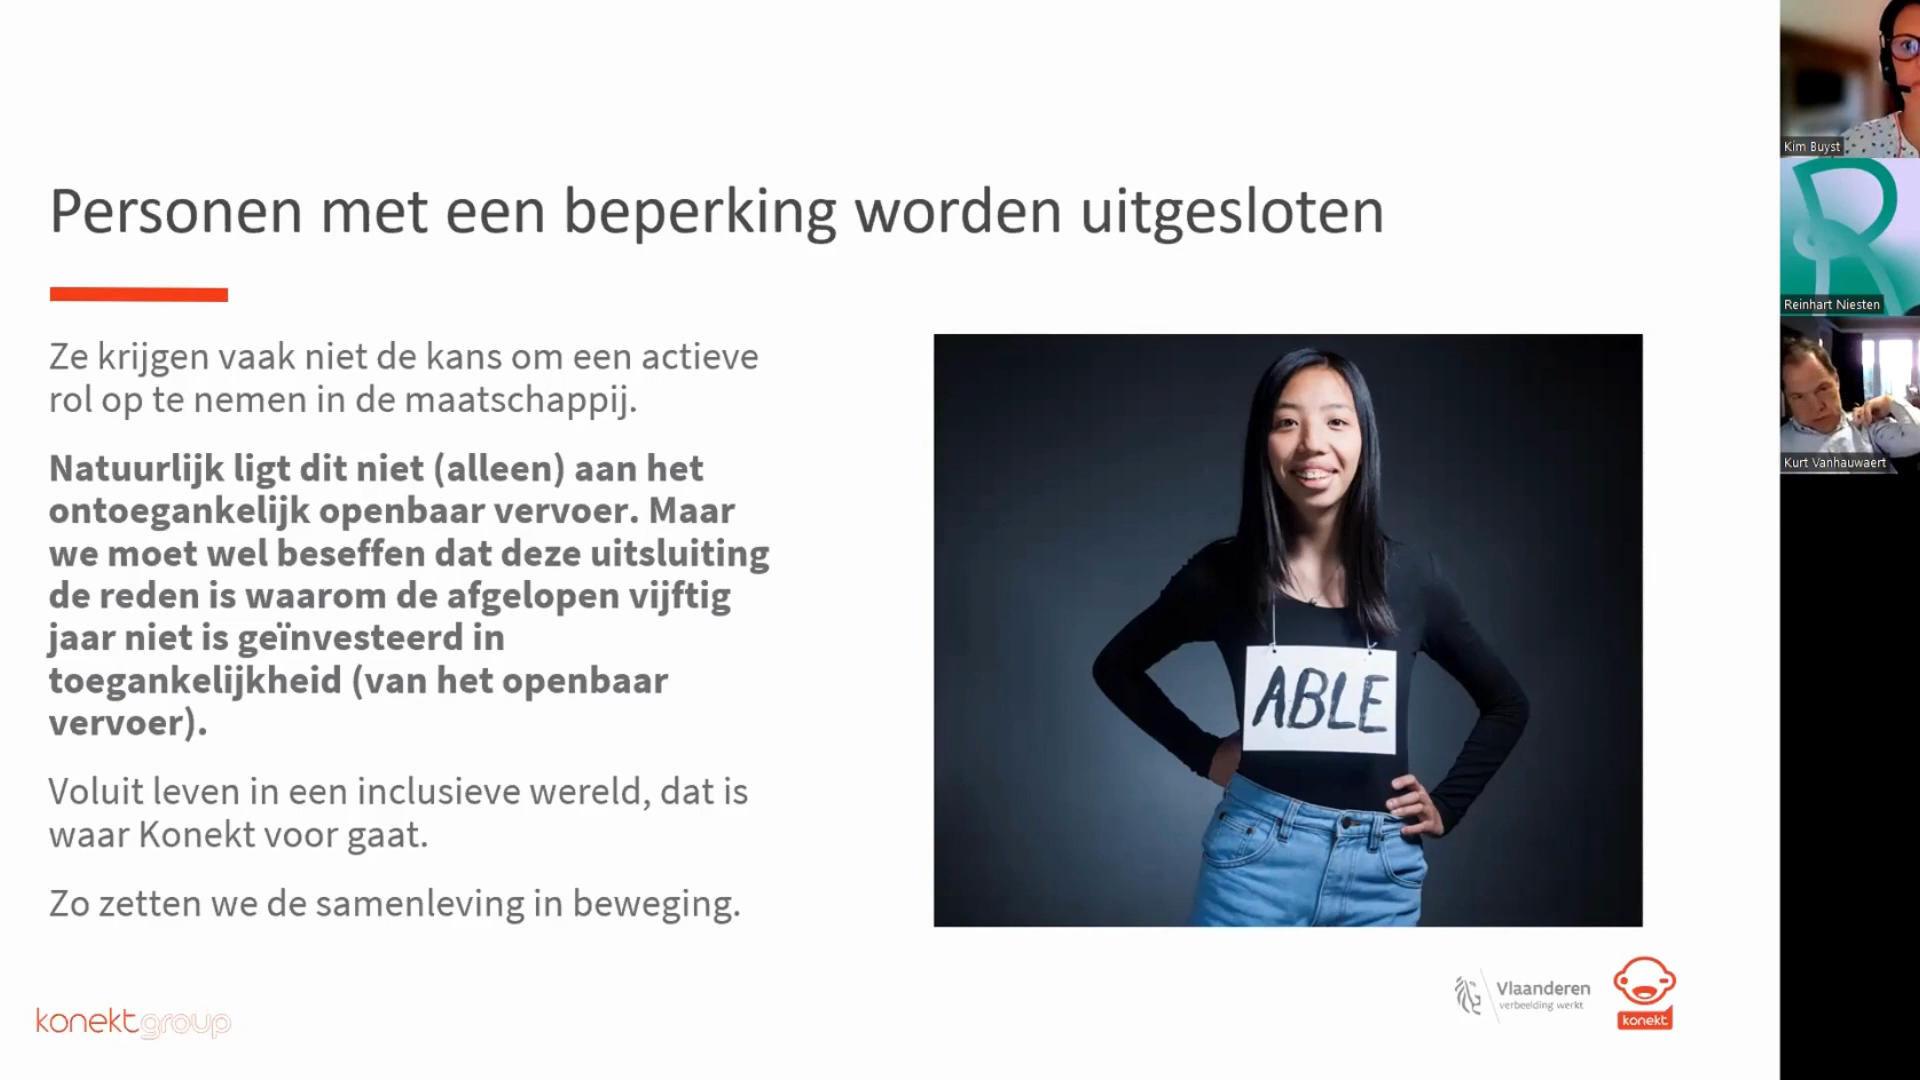 Personen met een beperking worden uitgesloten
Ze krijgen vaak niet de kans om een actieve
rol op te nemen in de maatschappij.
Natuurlijk ligt dit niet (alleen) aan het
ontoegankelijk openbaar vervoer. Maar
we moet wel beseffen dat deze uitsluiting
de reden is waarom de afgelopen vijftig
jaar niet is geïnvesteerd in
toegankelijkheid (van het openbaar
vervoer).
Voluit leven in een inclusieve wereld, dat is
waar Konekt voor gaat.
Zo zetten we de samenleving in beweging.
ABLE
konektgroup
Vlaanderen
verbeelding werkt
konekt
Kim Buyst
Reinhart Niesten
Kurt Vanhauwaert